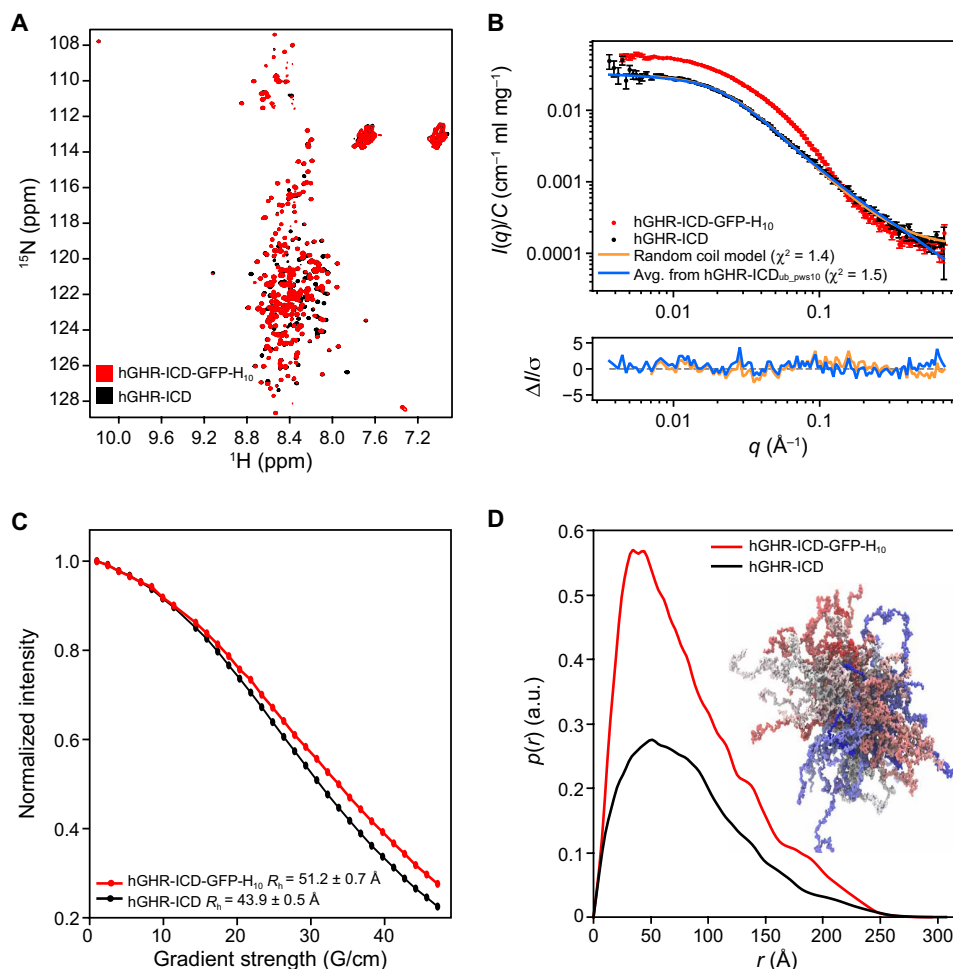 A
108
110
112
114
116
118
120
122
124
126
128
¹⁵N (ppm)
hGHR-ICD-GFP-H₁₀
hGHR-ICD
10.0 9.6 9.2 8.8 8.4 8.0 7.6 7.2
¹H (ppm)
B
0.01
0.001
0.0001
I(q)/C (cm⁻¹ ml mg⁻¹)
hGHR-ICD-GFP-H₁₀
hGHR-ICD
Random coil model (χ² = 1.4)
Avg. from hGHR-ICDub_pws10 (χ² = 1.5)
0.01 0.1
5
0
−5
ΔI/σ
0.01 0.1
q (Å⁻¹)
C
1.0
0.8
0.6
0.4
0.2
Normalized intensity
hGHR-ICD-GFP-H₁₀ Rₕ = 51.2 ± 0.7 Å
hGHR-ICD Rₕ = 43.9 ± 0.5 Å
0 10 20 30 40
Gradient strength (G/cm)
D
0.6
0.5
0.4
0.3
0.2
0.1
0
p(r) (a.u.)
hGHR-ICD-GFP-H₁₀
hGHR-ICD
0 50 100 150 200 250 300
r (Å)